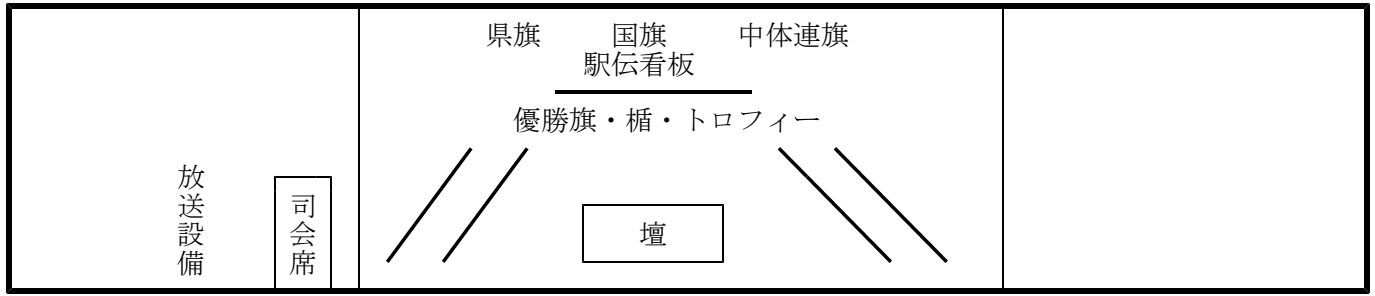 県旗 国旗 中体連旗
駅伝看板
優勝旗・楯・トロフィー
放送設備
司会席
壇